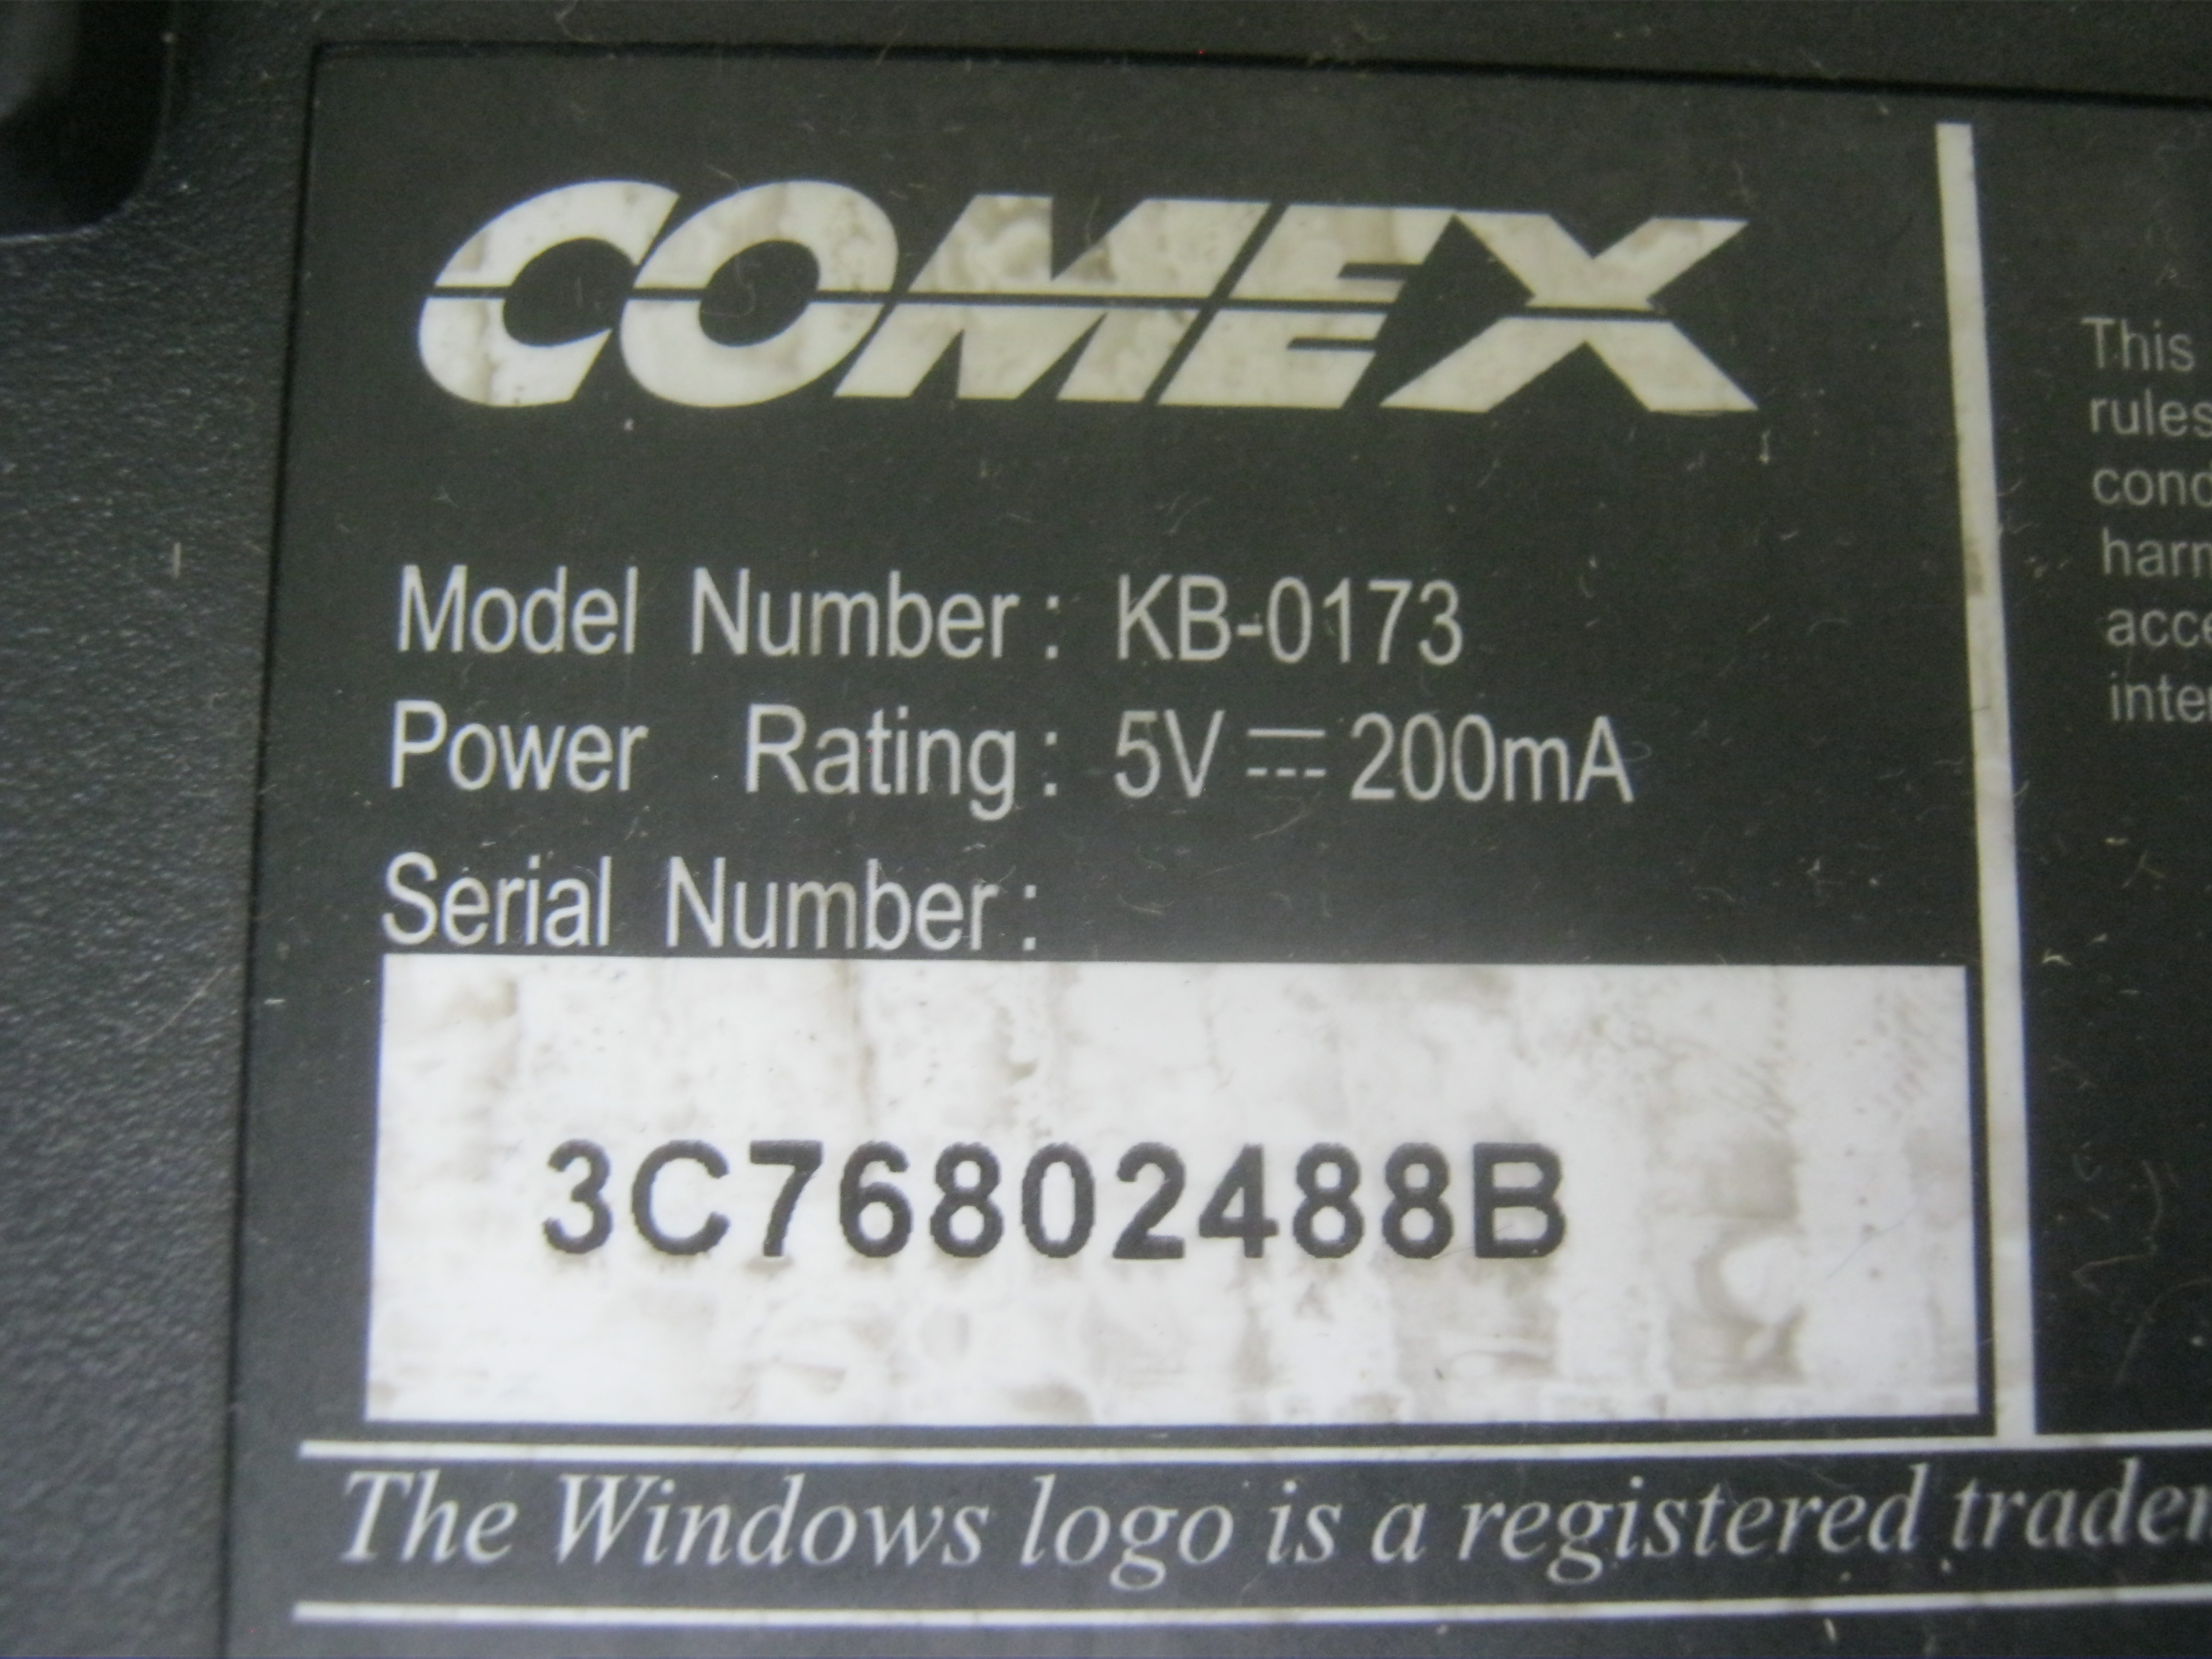 COMEX
Model Number : KB-0173
Power Rating : 5V ⎓ 200mA
Serial Number :
3C76802488B
This
rules
The Windows logo is a registered